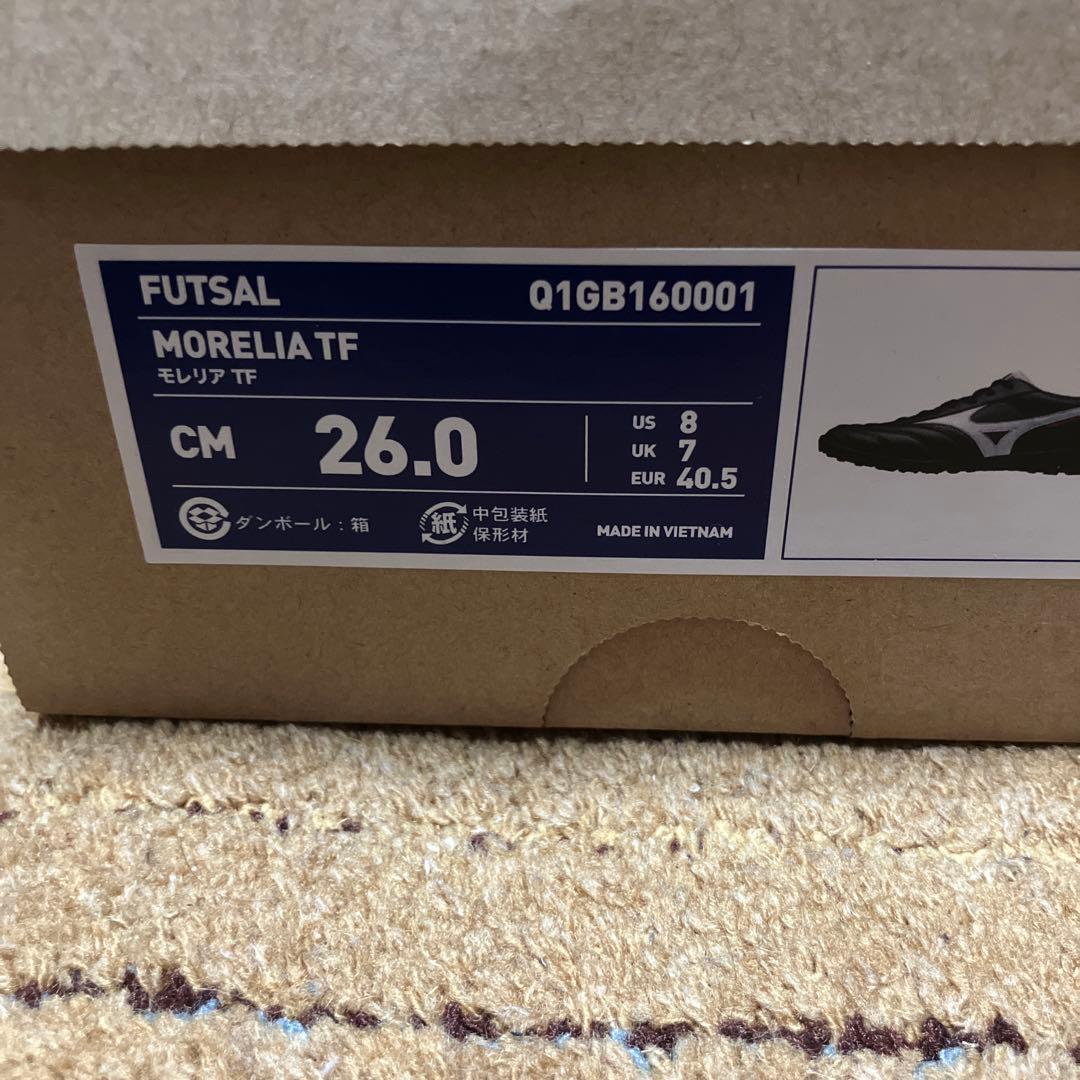 FUTSAL Q1GB160001
MORELIA TF
モレリア TF
CM 26.0
US 8
UK 7
EUR 40.5
ダンボール：箱
紙 中包装紙
保形材
MADE IN VIETNAM